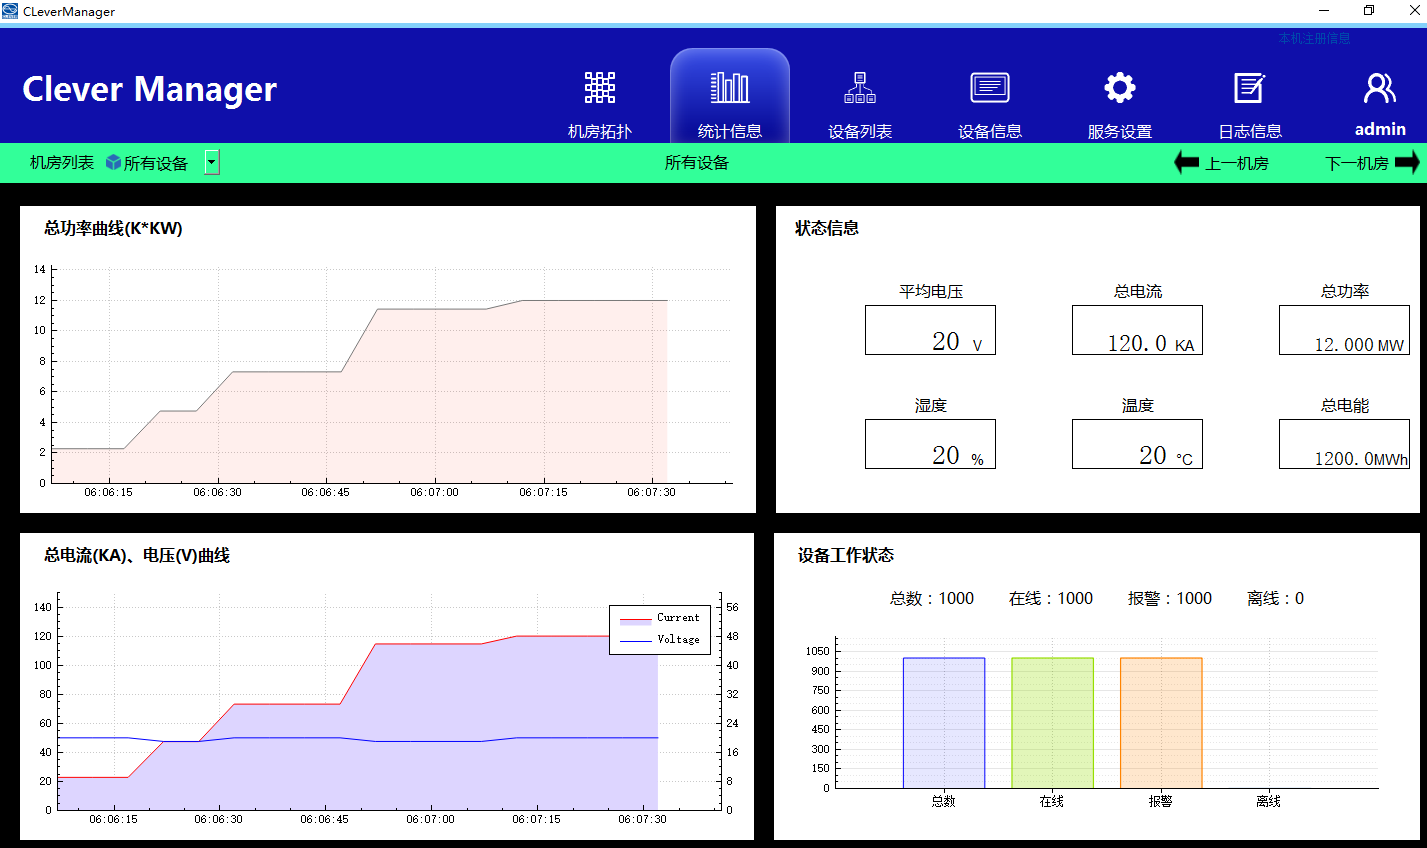 CLeverManager
本机注册信息
Clever Manager
机房拓扑
统计信息
设备列表
设备信息
服务设置
日志信息
admin
机房列表 所有设备
所有设备
上一机房
下一机房
总功率曲线(K*KW)
14
12
10
8
6
4
2
0
06:06:15 06:06:30 06:06:45 06:07:00 06:07:15 06:07:30
状态信息
平均电压 总电流 总功率
20 V 120.0 KA 12.000 MW
湿度 温度 总电能
20 % 20 °C 1200.0MWh
总电流(KA)、电压(V)曲线
140
120
100
80
60
40
20
0
Current
Voltage
56
48
40
32
24
16
8
0
06:06:15 06:06:30 06:06:45 06:07:00 06:07:15 06:07:30
设备工作状态
总数：1000 在线：1000 报警：1000 离线：0
1050
900
750
600
450
300
150
0
总数 在线 报警 离线